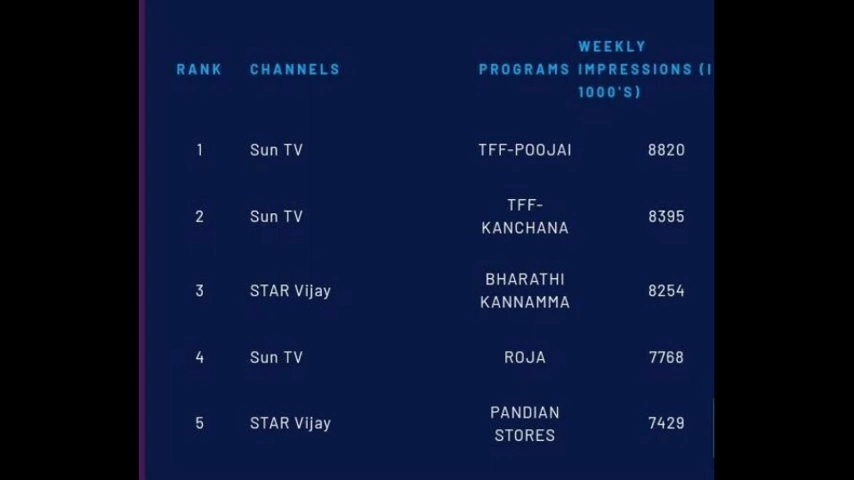 RANK CHANNELS PROGRAMS WEEKLY IMPRESSIONS (I 1000'S)
1 Sun TV TFF-POOJAI 8820
2 Sun TV TFF-KANCHANA 8395
3 STAR Vijay BHARATHI KANNAMMA 8254
4 Sun TV ROJA 7768
5 STAR Vijay PANDIAN STORES 7429